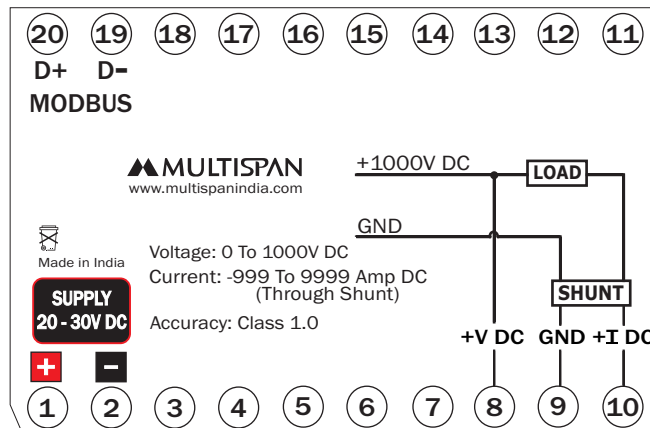 20 19 18 17 16 15 14 13 12 11
D+ D-
MODBUS
MULTISPAN
www.multispanindia.com
+1000V DC
LOAD
GND
Made in India
Voltage: 0 To 1000V DC
Current: -999 To 9999 Amp DC
(Through Shunt)
Accuracy: Class 1.0
SUPPLY
20 - 30V DC
SHUNT
+V DC GND +I DC
+ -
1 2 3 4 5 6 7 8 9 10